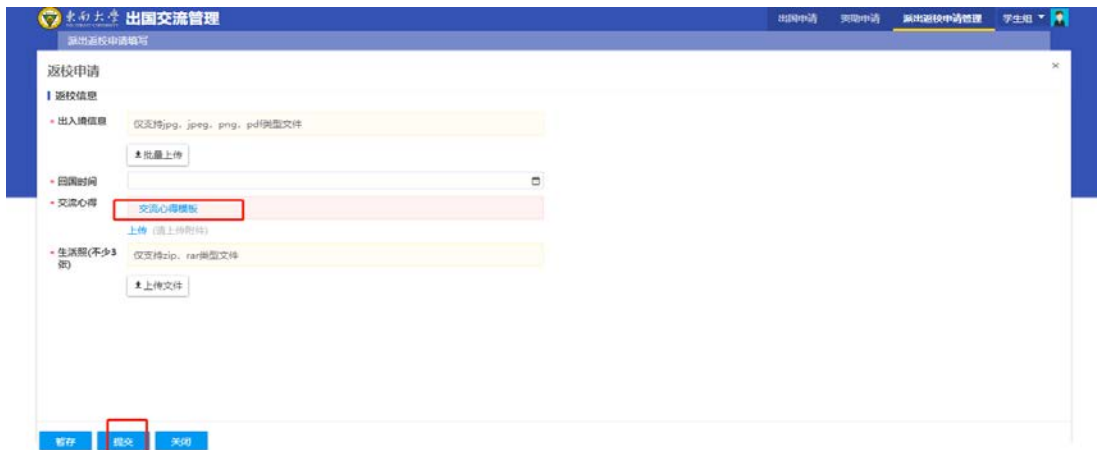 东南大学 出国交流管理 出国申请 奖助申请 派出返校申请管理 学生组
派出返校申请填写
返校申请 ×
返校信息
* 出入境信息 仅支持jpg、jpeg、png、pdf类型文件
批量上传
* 回国时间
* 交流心得 交流心得模板
上传 (请上传附件)
* 生活照(不少3
张) 仅支持zip、rar类型文件
上传文件
暂存 提交 关闭